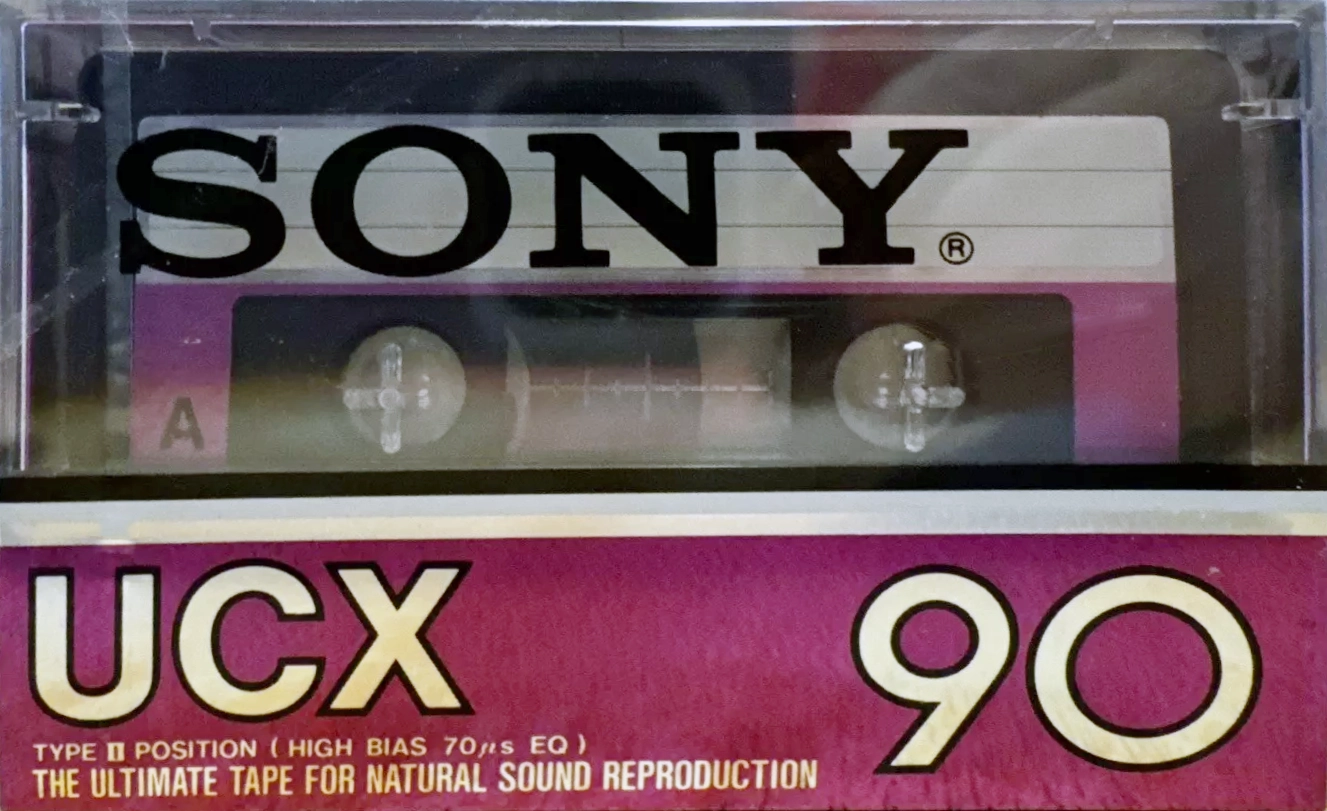 SONY®
A
UCX 90
TYPE II POSITION (HIGH BIAS 70μs EQ)
THE ULTIMATE TAPE FOR NATURAL SOUND REPRODUCTION